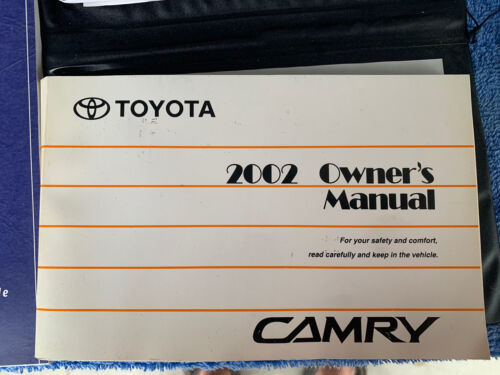 TOYOTA
2002 Owner's
Manual
For your safety and comfort,
read carefully and keep in the vehicle.
CAMRY